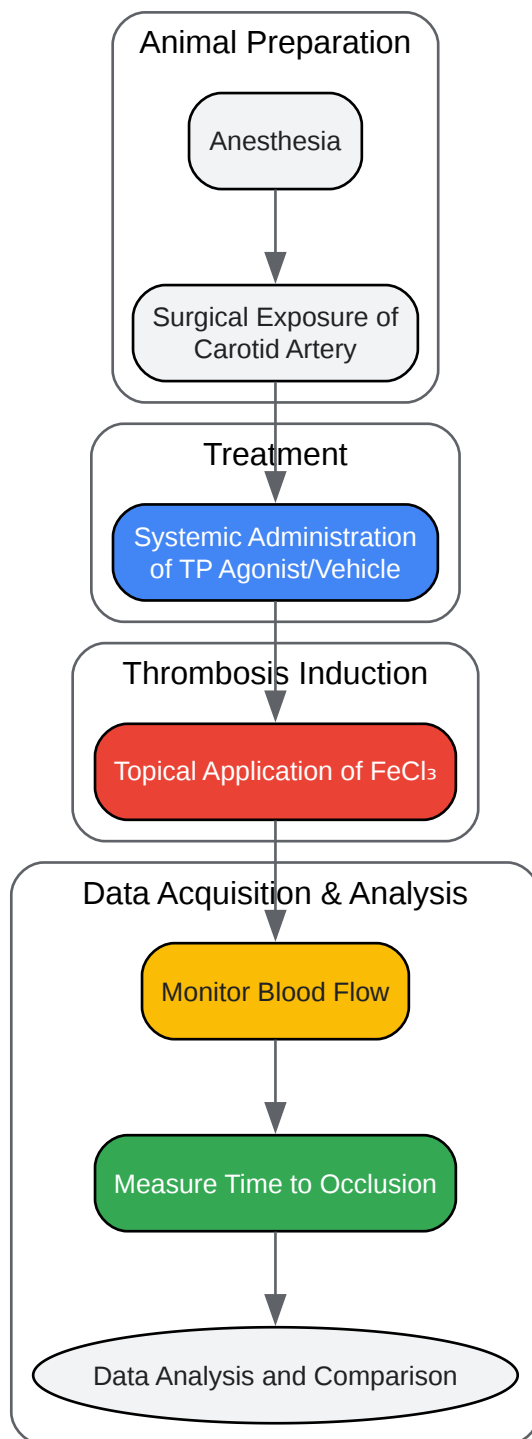 Animal Preparation
Anesthesia
Surgical Exposure of
Carotid Artery
Treatment
Systemic Administration
of TP Agonist/Vehicle
Thrombosis Induction
Topical Application of FeCl₃
Data Acquisition & Analysis
Monitor Blood Flow
Measure Time to Occlusion
Data Analysis and Comparison